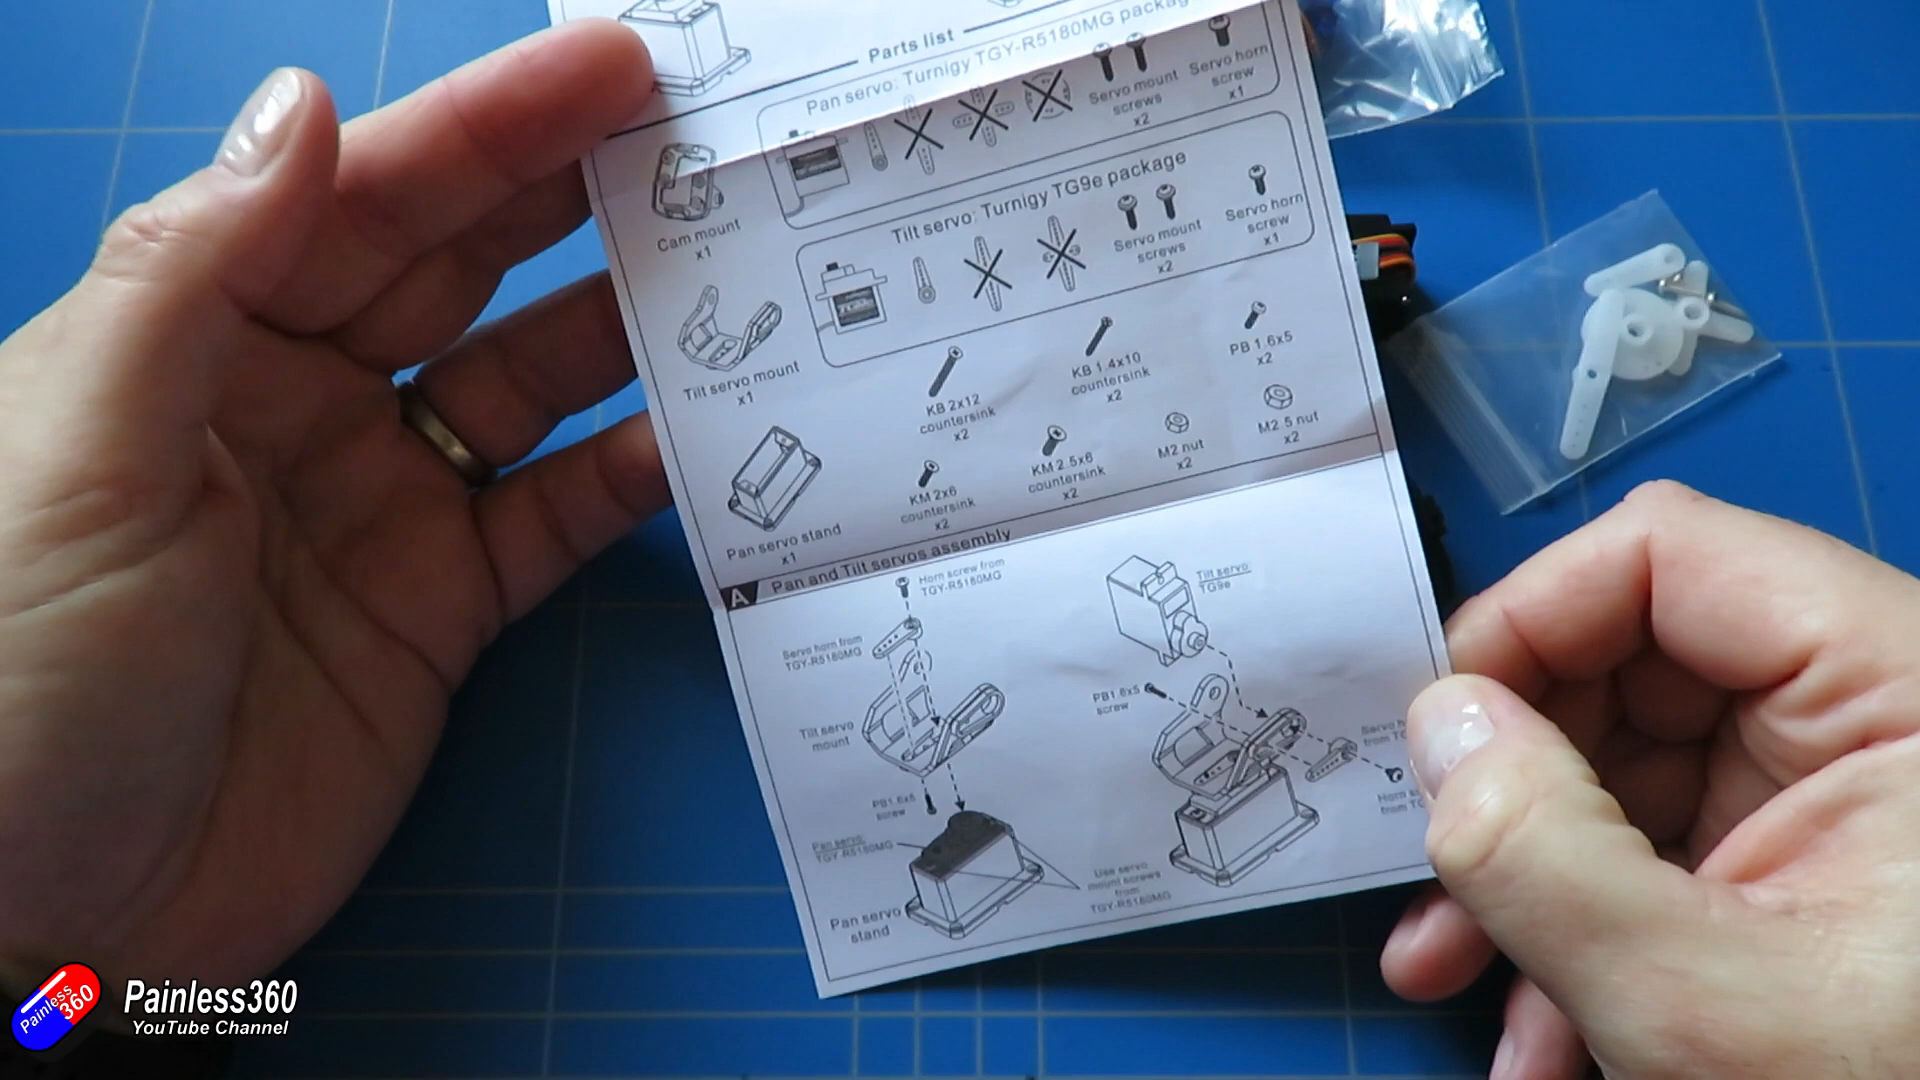 Parts list
Pan servo: Turnigy TGY-R5180MG package
Servo mount
screws
x2
Servo horn
screw
x1
Cam mount
x1
Tilt servo: Turnigy TG9e package
Servo mount
screws
x2
Servo horn
screw
x1
Tilt servo mount
x1
KB 2x12
countersink
x2
KB 1.4x10
countersink
x2
PB 1.6x5
x2
Pan servo stand
x1
KM 2x6
countersink
x2
KM 2.5x6
countersink
x2
M2 nut
x2
M2.5 nut
x2
A Pan and Tilt servos assembly
Horn screw from
TGY-R5180MG
Servo horn from
TGY-R5180MG
Tilt servo
mount
PB1.6x5
screw
Pan servo:
TGY-R5180MG
Pan servo
stand
Tilt servo:
TG9e
PB1.6x5
screw
Servo
from
from
Use servo
mount screws
from
TGY-R5180MG
Painless
360
Painless360
YouTube Channel